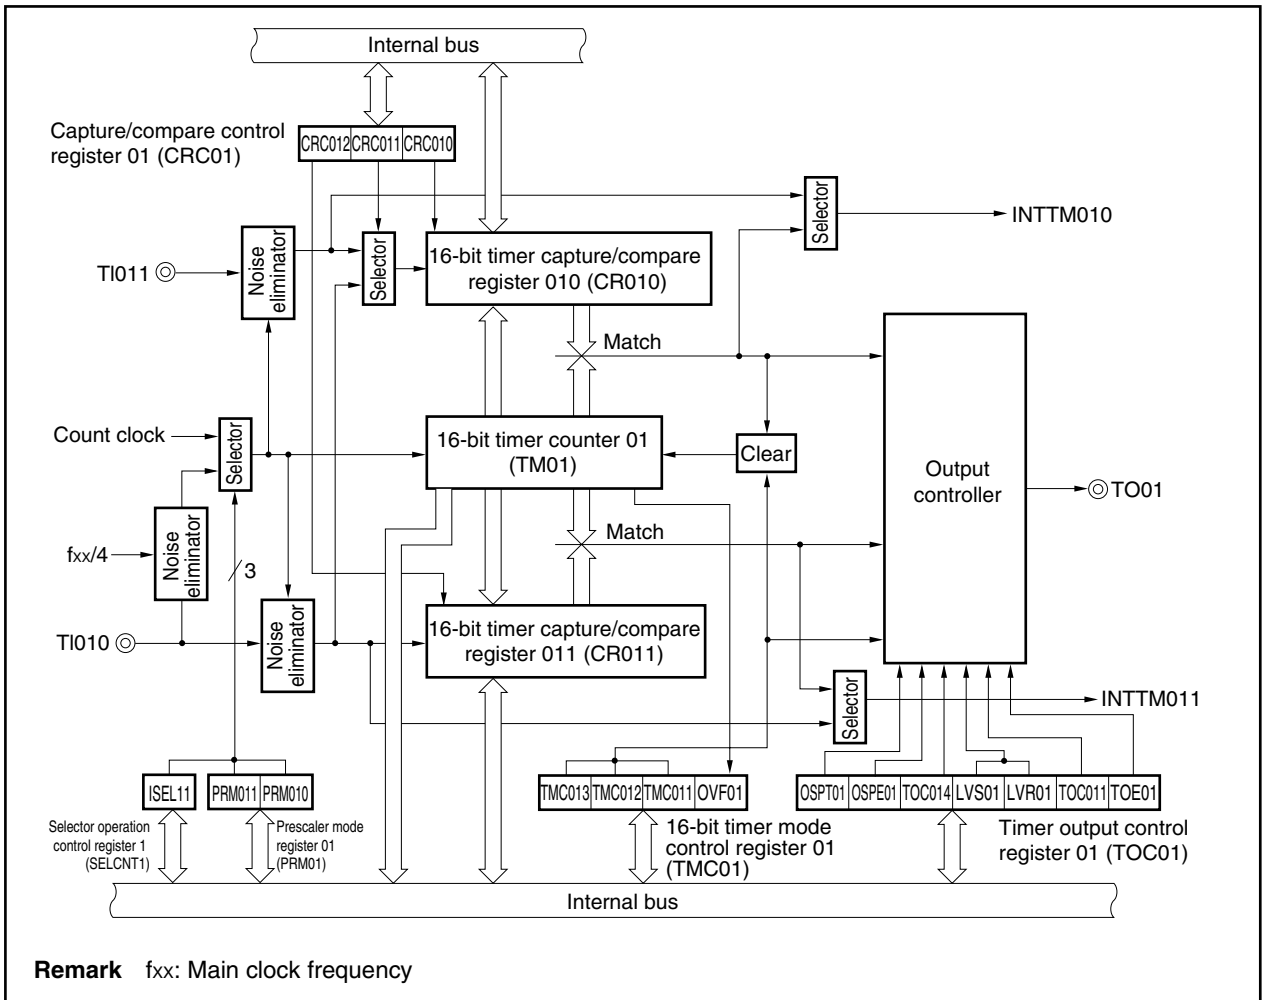 Internal bus
Capture/compare control
register 01 (CRC01)
CRC012 CRC011 CRC010
Selector
INTTM010
Noise
eliminator
TI011
Selector
16-bit timer capture/compare
register 010 (CR010)
Match
Count clock
Selector
16-bit timer counter 01
(TM01)
Clear
Output
controller
TO01
fxx/4
Noise
eliminator
3
Match
TI010
Noise
eliminator
16-bit timer capture/compare
register 011 (CR011)
Selector
INTTM011
ISEL11
PRM011 PRM010
TMC013 TMC012 TMC011 OVF01
OSPT01 OSPE01 TOC014 LVS01 LVR01 TOC011 TOE01
Selector operation
control register 1
(SELCNT1)
Prescaler mode
register 01
(PRM01)
16-bit timer mode
control register 01
(TMC01)
Timer output control
register 01 (TOC01)
Internal bus
Remark fxx: Main clock frequency